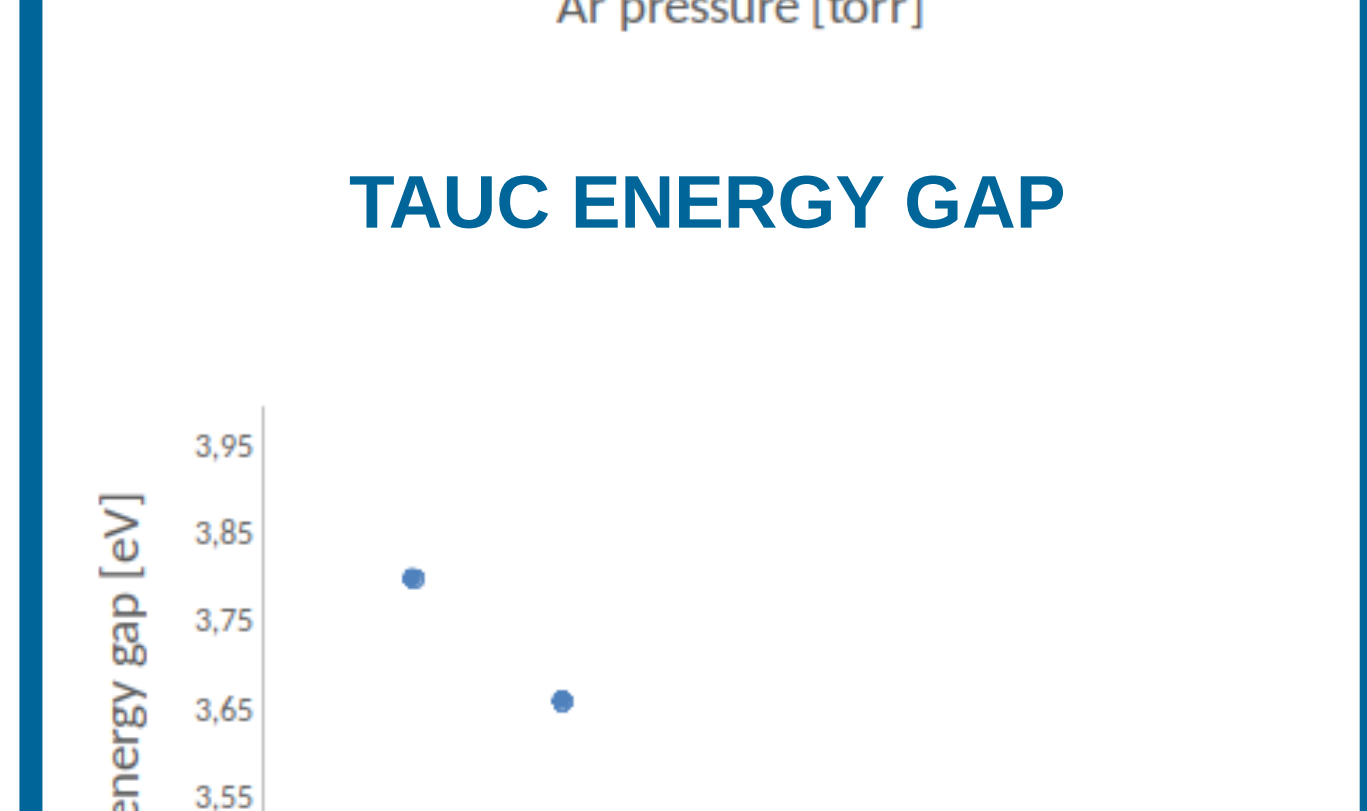 Ar pressure [torr]
TAUC ENERGY GAP
3,95
3,85
3,75
3,65
3,55
energy gap [eV]